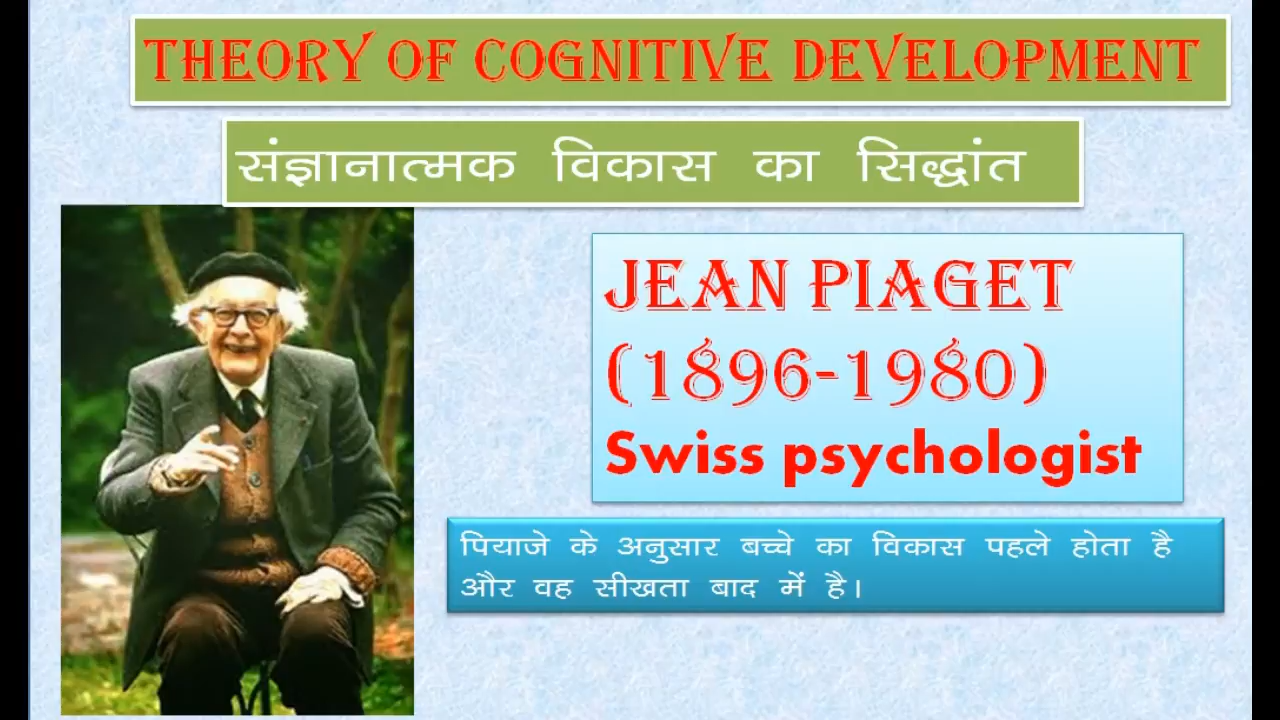 THEORY OF COGNITIVE DEVELOPMENT
संज्ञानात्मक विकास का सिद्धांत
JEAN PIAGET
(1896-1980)
Swiss psychologist
पियाजे के अनुसार बच्चे का विकास पहले होता है
और वह सीखता बाद में है।